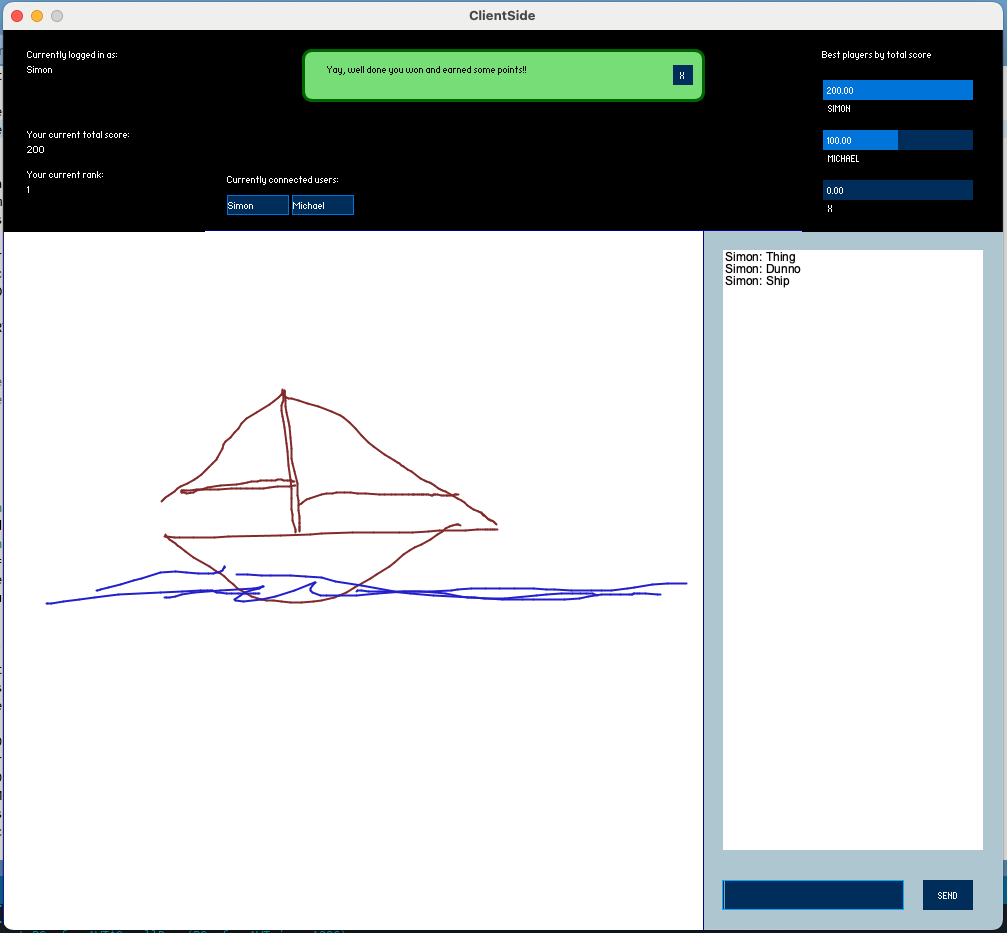 ClientSide
Currently logged in as:
Simon
Yay, well done you won and earned some points!!
X
Best players by total score
200.00
SIMON
Your current total score:
200
100.00
MICHAEL
Your current rank:
1
Currently connected users:
Simon Michael
0.00
X
Simon: Thing
Simon: Dunno
Simon: Ship
SEND